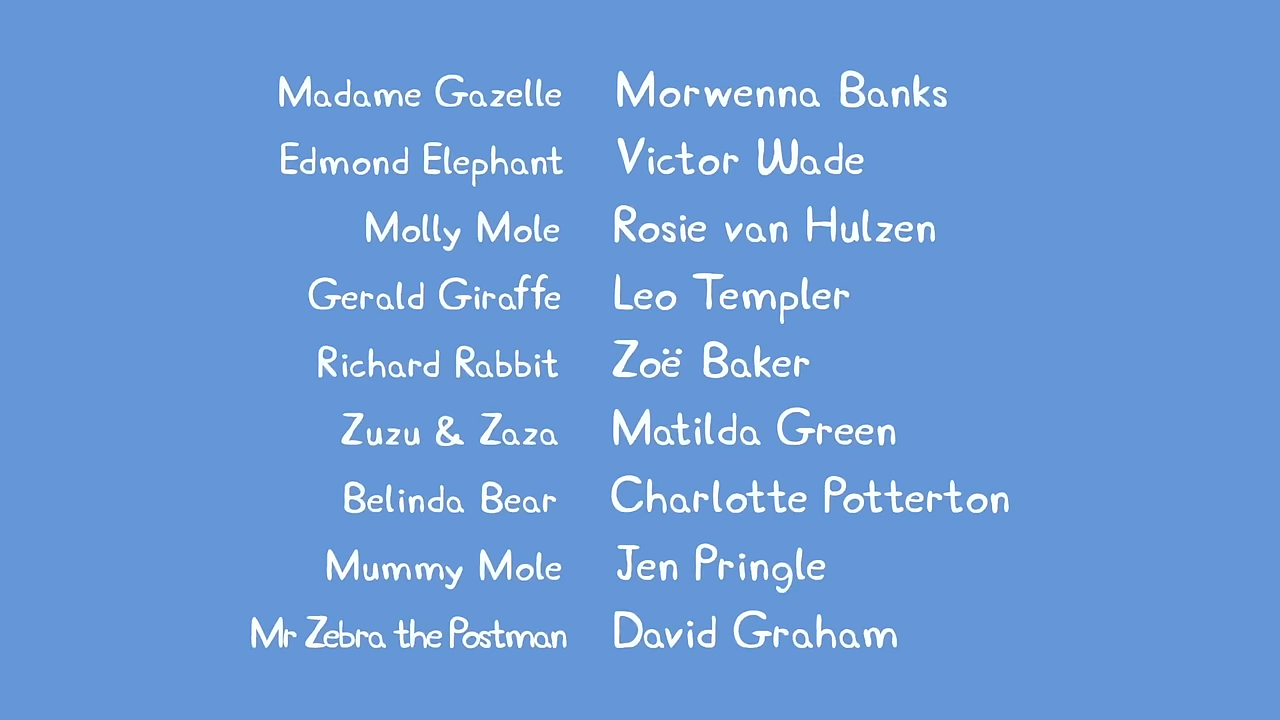 Madame Gazelle Morwenna Banks
Edmond Elephant Victor Wade
Molly Mole Rosie van Hulzen
Gerald Giraffe Leo Templer
Richard Rabbit Zoë Baker
Zuzu & Zaza Matilda Green
Belinda Bear Charlotte Potterton
Mummy Mole Jen Pringle
Mr Zebra the Postman David Graham